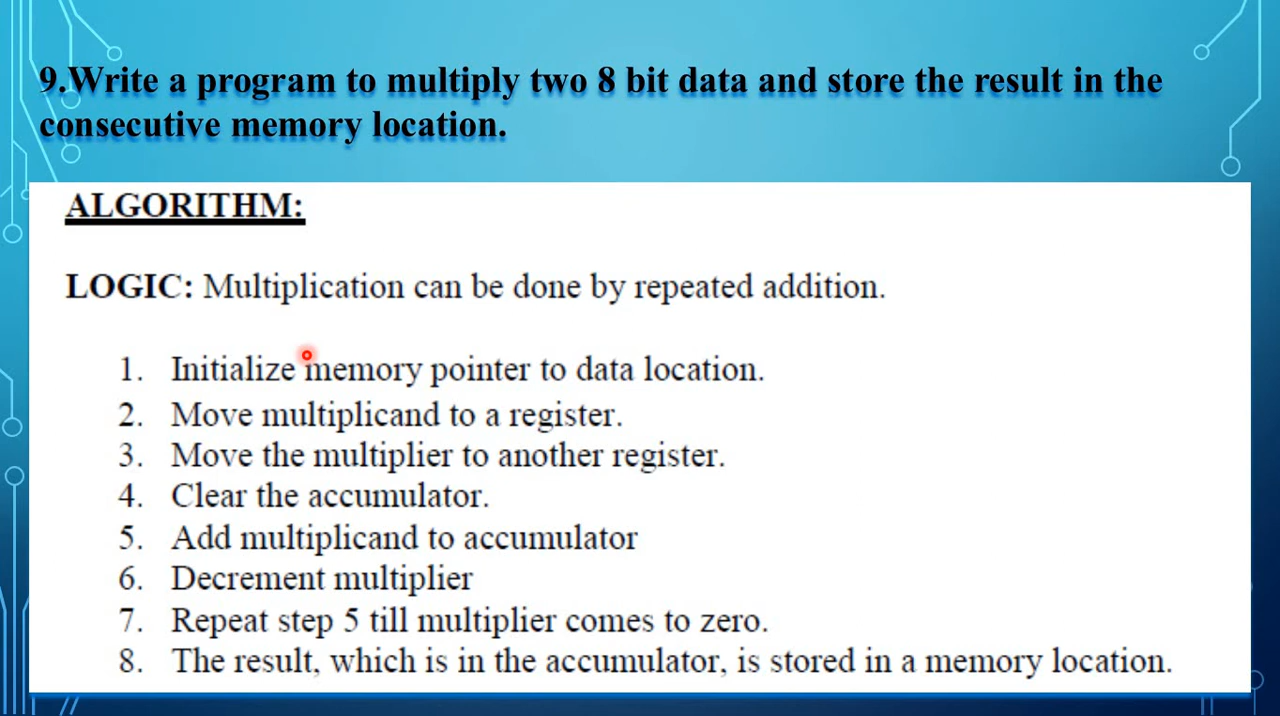 9.Write a program to multiply two 8 bit data and store the result in the
consecutive memory location.
ALGORITHM:
LOGIC: Multiplication can be done by repeated addition.
1. Initialize memory pointer to data location.
2. Move multiplicand to a register.
3. Move the multiplier to another register.
4. Clear the accumulator.
5. Add multiplicand to accumulator
6. Decrement multiplier
7. Repeat step 5 till multiplier comes to zero.
8. The result, which is in the accumulator, is stored in a memory location.